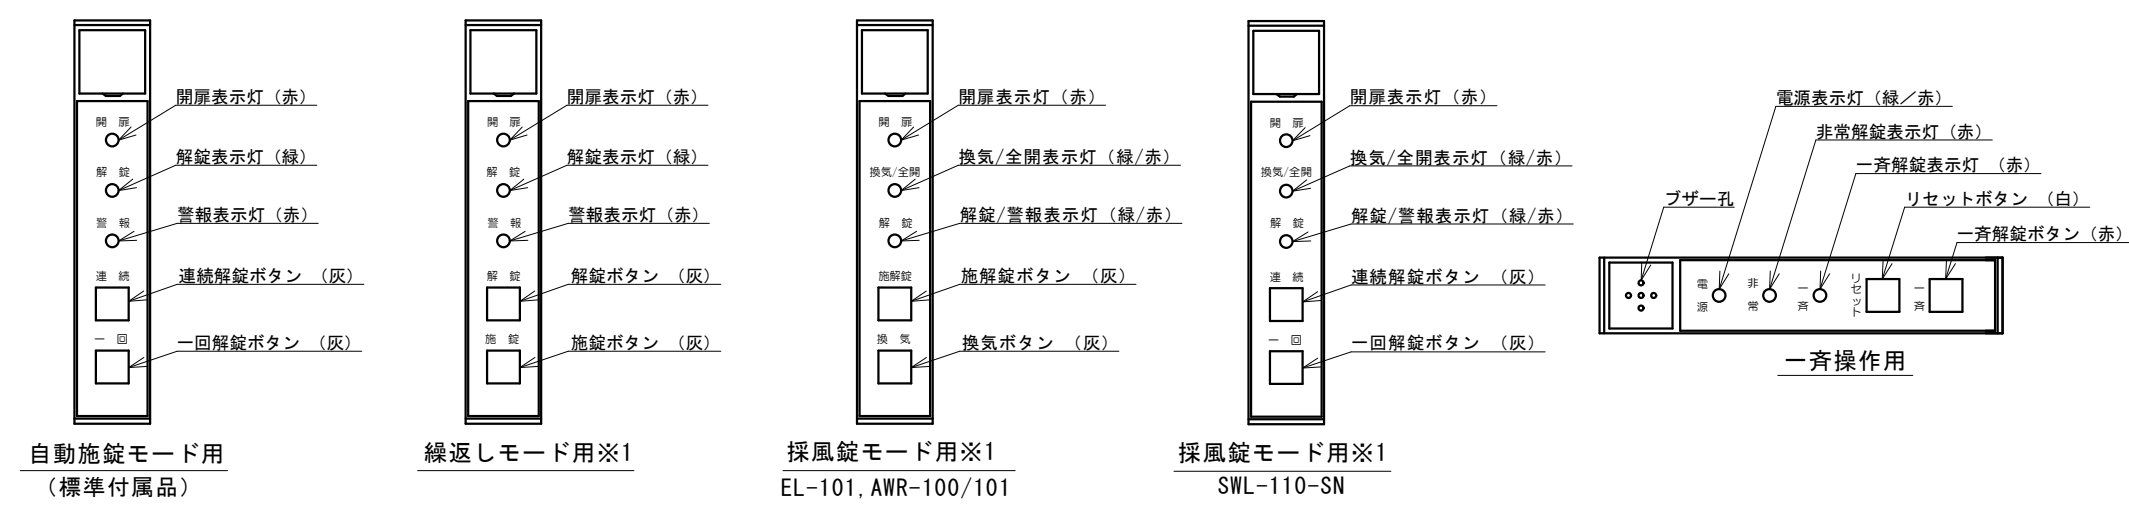 開扉
開扉表示灯（赤）
解錠
解錠表示灯（緑）
警報
警報表示灯（赤）
連続
連続解錠ボタン （灰）
一回
一回解錠ボタン （灰）
自動施錠モード用
（標準付属品）
開扉
開扉表示灯（赤）
解錠
解錠表示灯（緑）
警報
警報表示灯（赤）
解錠
解錠ボタン （灰）
施錠
施錠ボタン （灰）
繰返しモード用※1
開扉
開扉表示灯（赤）
換気/全開
換気/全開表示灯（緑/赤）
解錠
解錠/警報表示灯（緑/赤）
施解錠
施解錠ボタン （灰）
換気
換気ボタン （灰）
採風錠モード用※1
EL-101,AWR-100/101
開扉
開扉表示灯（赤）
換気/全開
換気/全開表示灯（緑/赤）
解錠
解錠/警報表示灯（緑/赤）
連続
連続解錠ボタン （灰）
一回
一回解錠ボタン （灰）
採風錠モード用※1
SWL-110-SN
電源表示灯（緑／赤）
非常解錠表示灯（赤）
一斉解錠表示灯 （赤）
ブザー孔
リセットボタン （白）
一斉解錠ボタン（赤）
電源
非常
一斉
リセット
一斉
一斉操作用